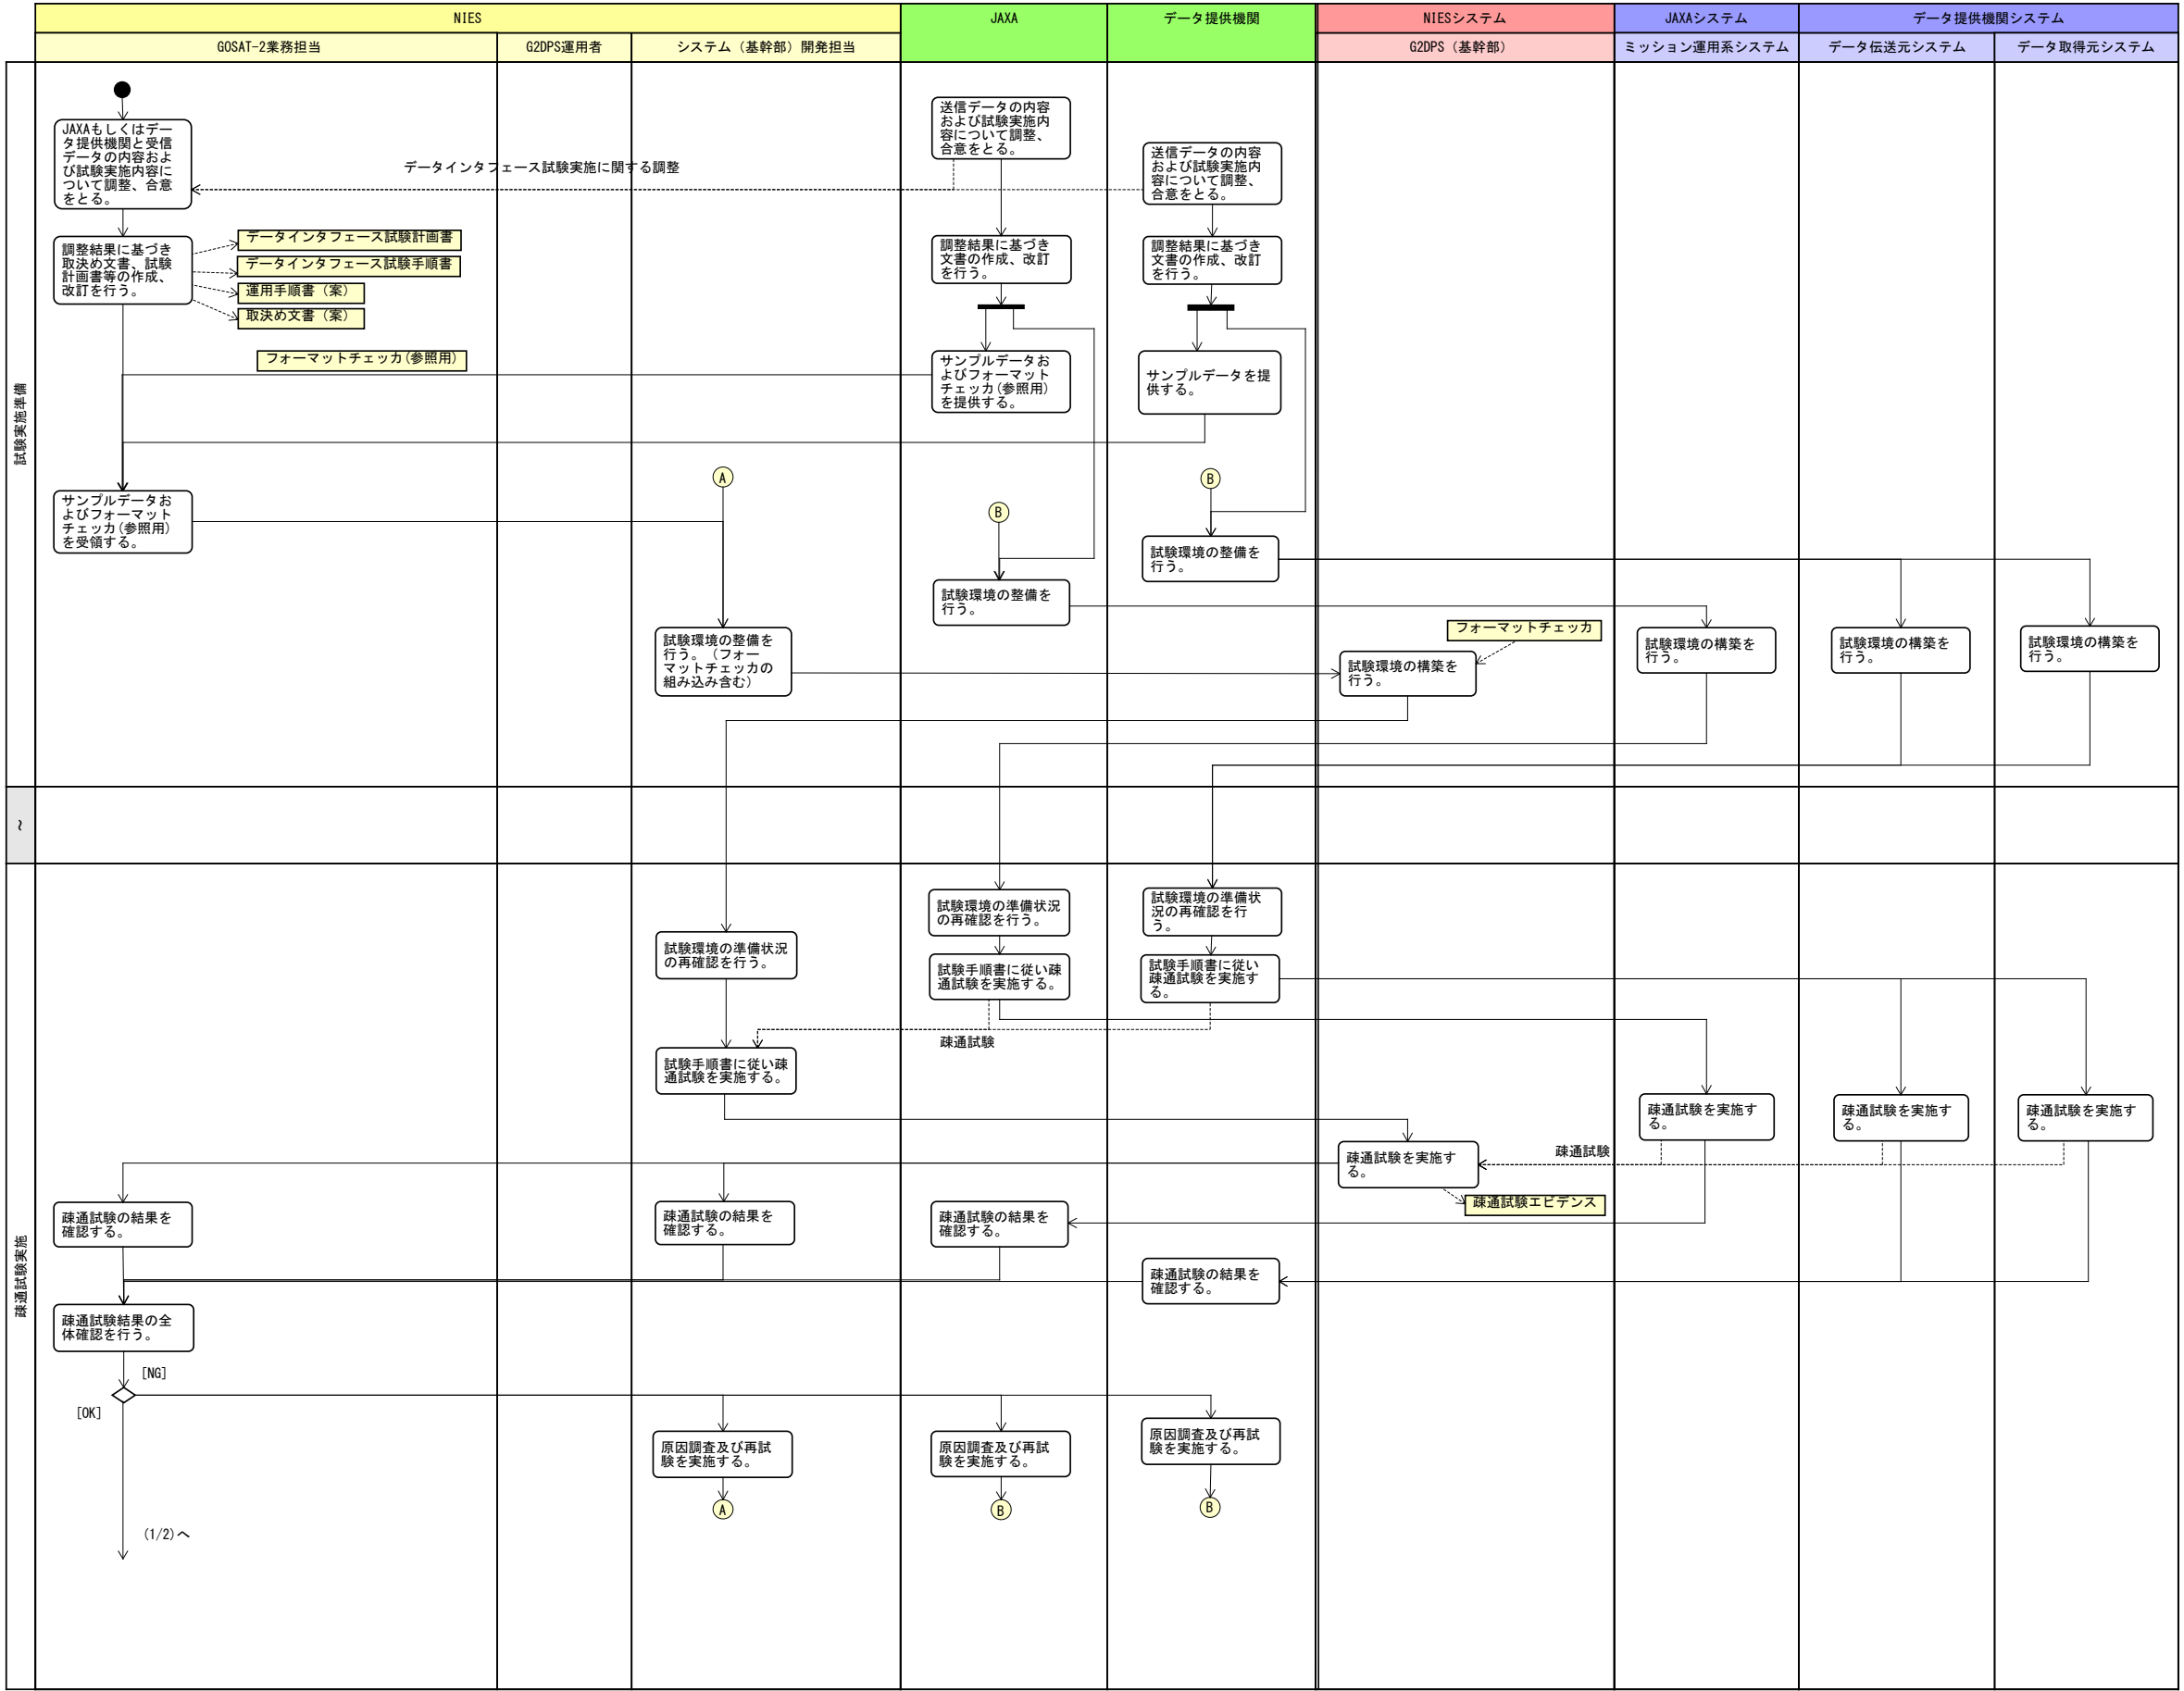 NIES
JAXA
データ提供機関
NIESシステム
JAXAシステム
データ提供機関システム
GOSAT-2業務担当
G2DPS運用者
システム（基幹部）開発担当
G2DPS（基幹部）
ミッション運用系システム
データ伝送元システム
データ取得元システム
試験実施準備
JAXAもしくはデー
タ提供機関と受信
データの内容およ
び試験実施内容に
ついて調整、合意
をとる。
データインタフェース試験実施に関する調整
送信データの内容
および試験実施内
容について調整、
合意をとる。
送信データの内容
および試験実施内
容について調整、
合意をとる。
調整結果に基づき
取決め文書、試験
計画書等の作成、
改訂を行う。
データインタフェース試験計画書
データインタフェース試験手順書
運用手順書（案）
取決め文書（案）
調整結果に基づき
文書の作成、改訂
を行う。
調整結果に基づき
文書の作成、改訂
を行う。
フォーマットチェッカ(参照用)
サンプルデータお
よびフォーマット
チェッカ(参照用)
を提供する。
サンプルデータを提
供する。
サンプルデータお
よびフォーマット
チェッカ(参照用)
を受領する。
A
B
B
試験環境の整備を
行う。
試験環境の整備を
行う。
試験環境の整備を
行う。（フォー
マットチェッカの
組み込み含む）
フォーマットチェッカ
試験環境の構築を
行う。
試験環境の構築を
行う。
試験環境の構築を
行う。
試験環境の構築を
行う。
～
疎通試験実施
試験環境の準備状況
の再確認を行う。
試験環境の準備状況
の再確認を行う。
試験環境の準備状
況の再確認を行
う。
試験手順書に従い疎
通試験を実施する。
試験手順書に従い
疎通試験を実施す
る。
疎通試験
試験手順書に従い疎
通試験を実施する。
疎通試験を実施す
る。
疎通試験を実施す
る。
疎通試験を実施す
る。
疎通試験を実施す
る。
疎通試験
疎通試験エビデンス
疎通試験の結果を
確認する。
疎通試験の結果を
確認する。
疎通試験の結果を
確認する。
疎通試験の結果を
確認する。
疎通試験結果の全
体確認を行う。
[NG]
[OK]
原因調査及び再試
験を実施する。
原因調査及び再試
験を実施する。
原因調査及び再試
験を実施する。
A
B
B
(1/2)へ